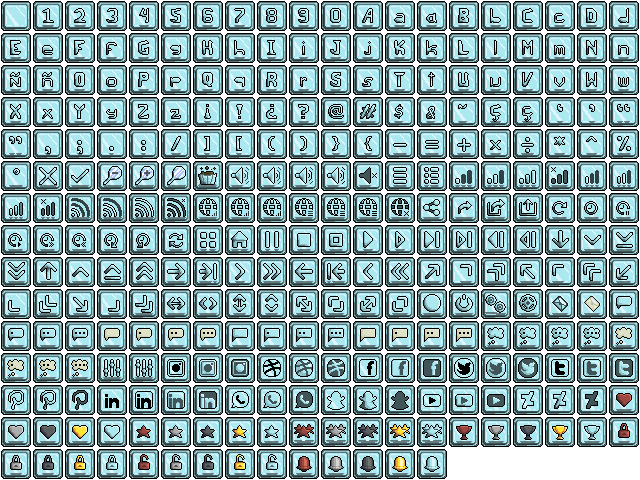 1 2 3 4 5 6 7 8 9 0 A a a B b C c D d
E e F f G g H h I i J j K k L l M m N n
Ñ ñ O o P p Q q R r S s T t U u V v W w
X x Y y Z z ¡ ! ¿ ? @ # $ & ~ Ç ç ‘ ’ “
” , ; . : / ] [ ( ) } { - = + × ÷ ^ %
°
f f f
t t
in in in in